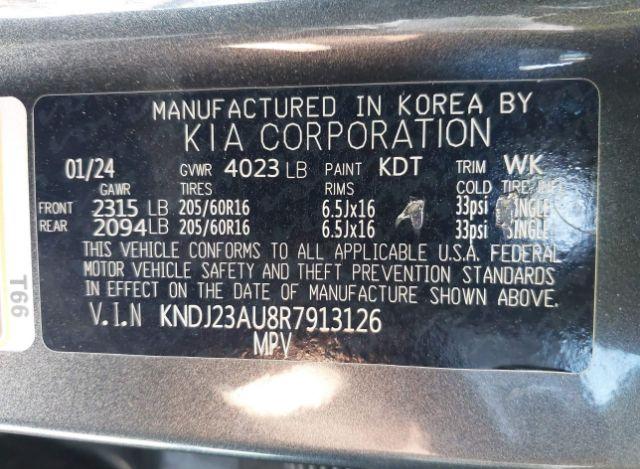 MANUFACTURED IN KOREA BY
KIA CORPORATION
01/24 GVWR 4023 LB PAINT KDT TRIM WK
GAWR TIRES RIMS COLD TIRE
FRONT 2315 LB 205/60R16 6.5Jx16 33psi
REAR 2094 LB 205/60R16 6.5Jx16 33psi SINGLE
THIS VEHICLE CONFORMS TO ALL APPLICABLE U.S.A. FEDERAL
MOTOR VEHICLE SAFETY AND THEFT PREVENTION STANDARDS
IN EFFECT ON THE DATE OF MANUFACTURE SHOWN ABOVE.
V.I.N KNDJ23AU8R7913126
MPV
T66